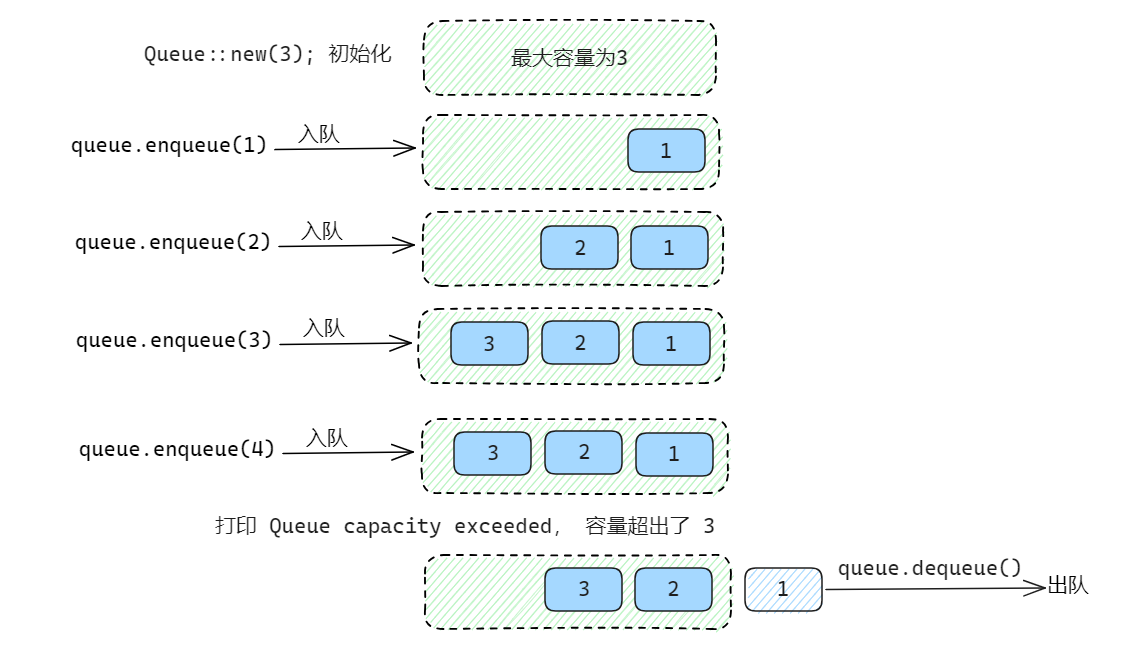 Queue::new(3); 初始化
最大容量为3
queue.enqueue(1)
入队
1
queue.enqueue(2)
入队
2 1
queue.enqueue(3)
入队
3 2 1
queue.enqueue(4)
入队
3 2 1
打印 Queue capacity exceeded, 容量超出了 3
3 2 1
queue.dequeue()
出队